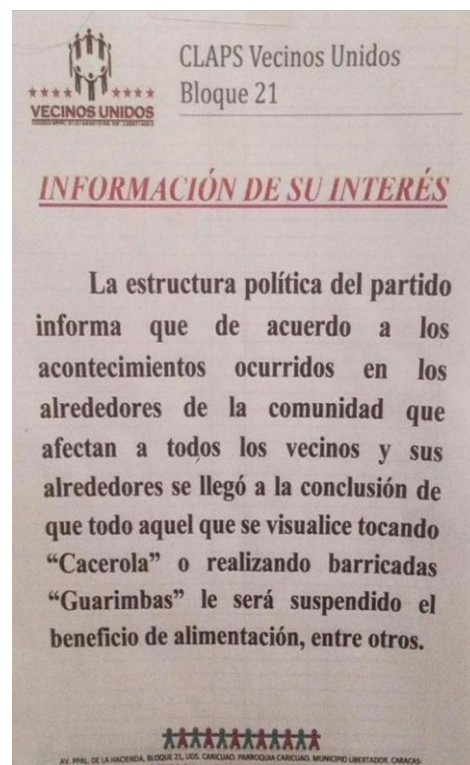 CLAPS Vecinos Unidos
Bloque 21
VECINOS UNIDOS
INFORMACIÓN DE SU INTERÉS
La estructura política del partido
informa que de acuerdo a los
acontecimientos ocurridos en los
alrededores de la comunidad que
afectan a todos los vecinos y sus
alrededores se llegó a la conclusión de
que todo aquel que se visualice tocando
“Cacerola” o realizando barricadas
“Guarimbas” le será suspendido el
beneficio de alimentación, entre otros.
AV. PPAL. DE LA HACIENDA, BLOQUE 21, UD5. CARICUAO. PARROQUIA CARICUAO. MUNICIPIO LIBERTADOR. CARACAS-